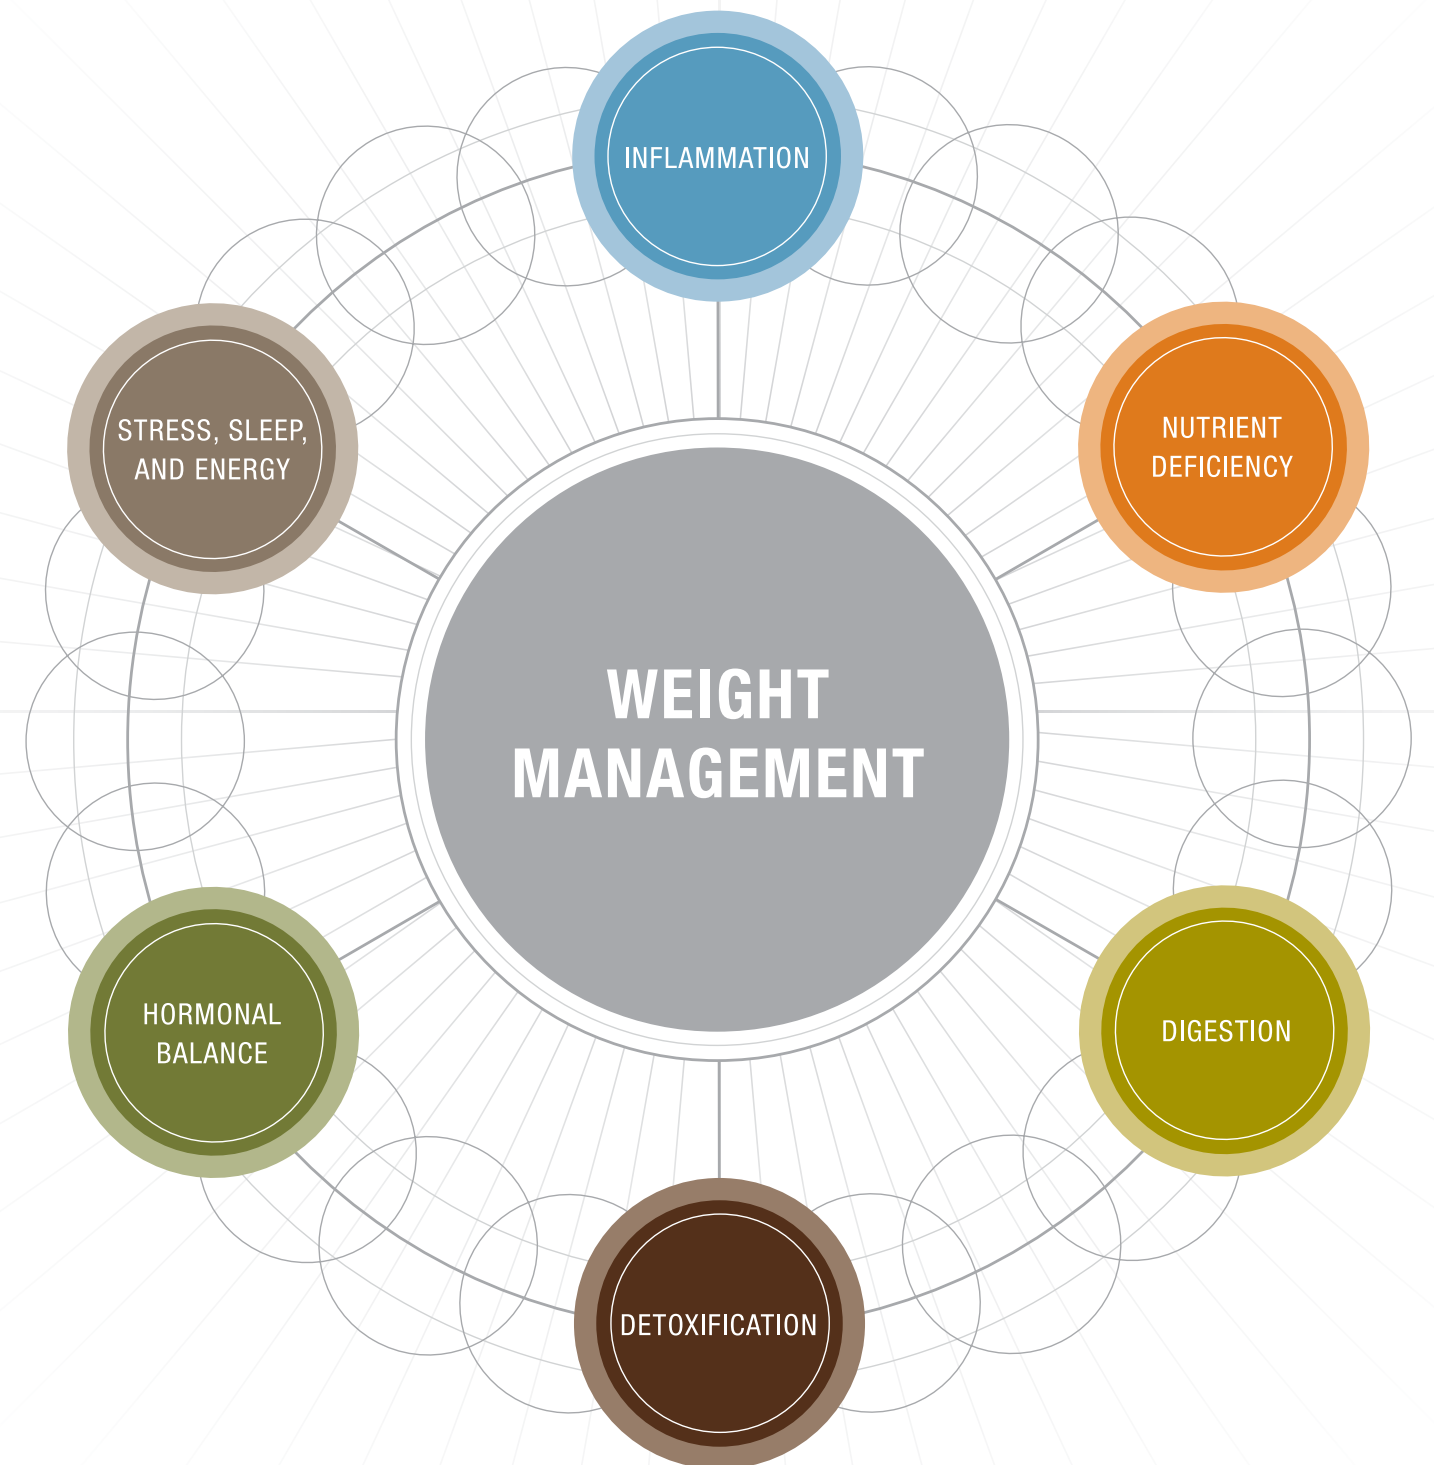 INFLAMMATION
NUTRIENT
DEFICIENCY
STRESS, SLEEP,
AND ENERGY
WEIGHT
MANAGEMENT
HORMONAL
BALANCE
DIGESTION
DETOXIFICATION